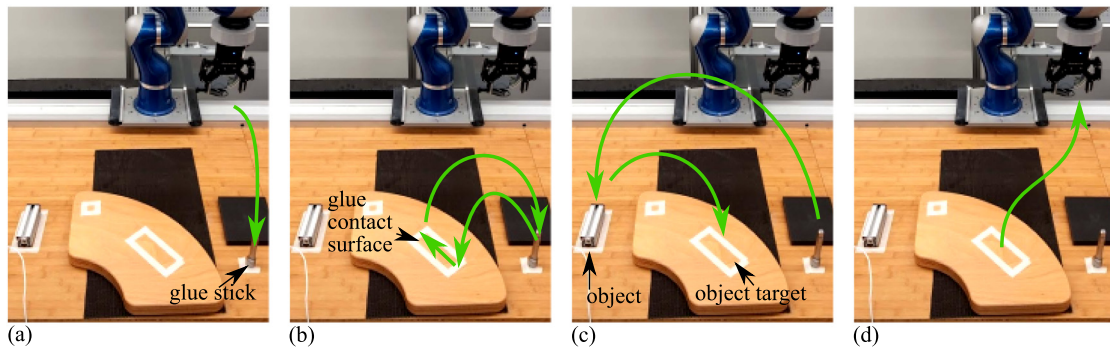 glue stick
(a)
glue
contact
surface
(b)
object
object target
(c)
(d)